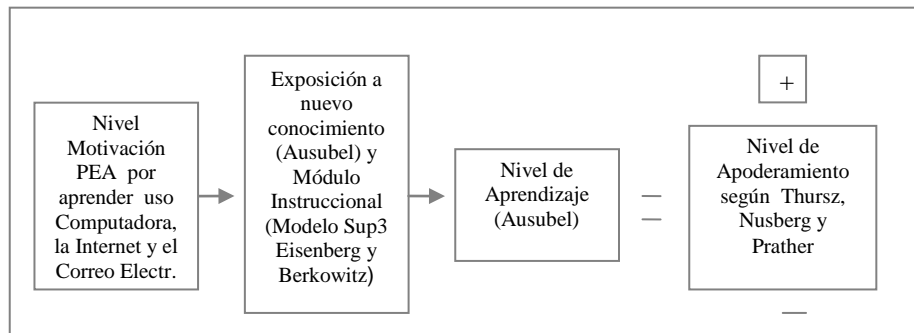 Nivel
Motivación
PEA por
aprender uso
Computadora,
la Internet y el
Correo Electr.
Exposición a
nuevo
conocimiento
(Ausubel) y
Módulo
Instruccional
(Modelo Sup3
Eisenberg y
Berkowitz)
Nivel de
Aprendizaje
(Ausubel)
=
+
Nivel de
Apoderamiento
según Thursz,
Nusberg y
Prather
—